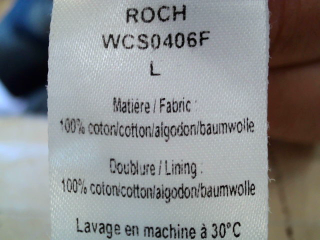 ROCH
WCS0406F
L
Matière / Fabric :
100% coton/cotton/algodon/baumwolle
Doublure / Lining :
100% coton/cotton/algodon/baumwolle
Lavage en machine à 30°C